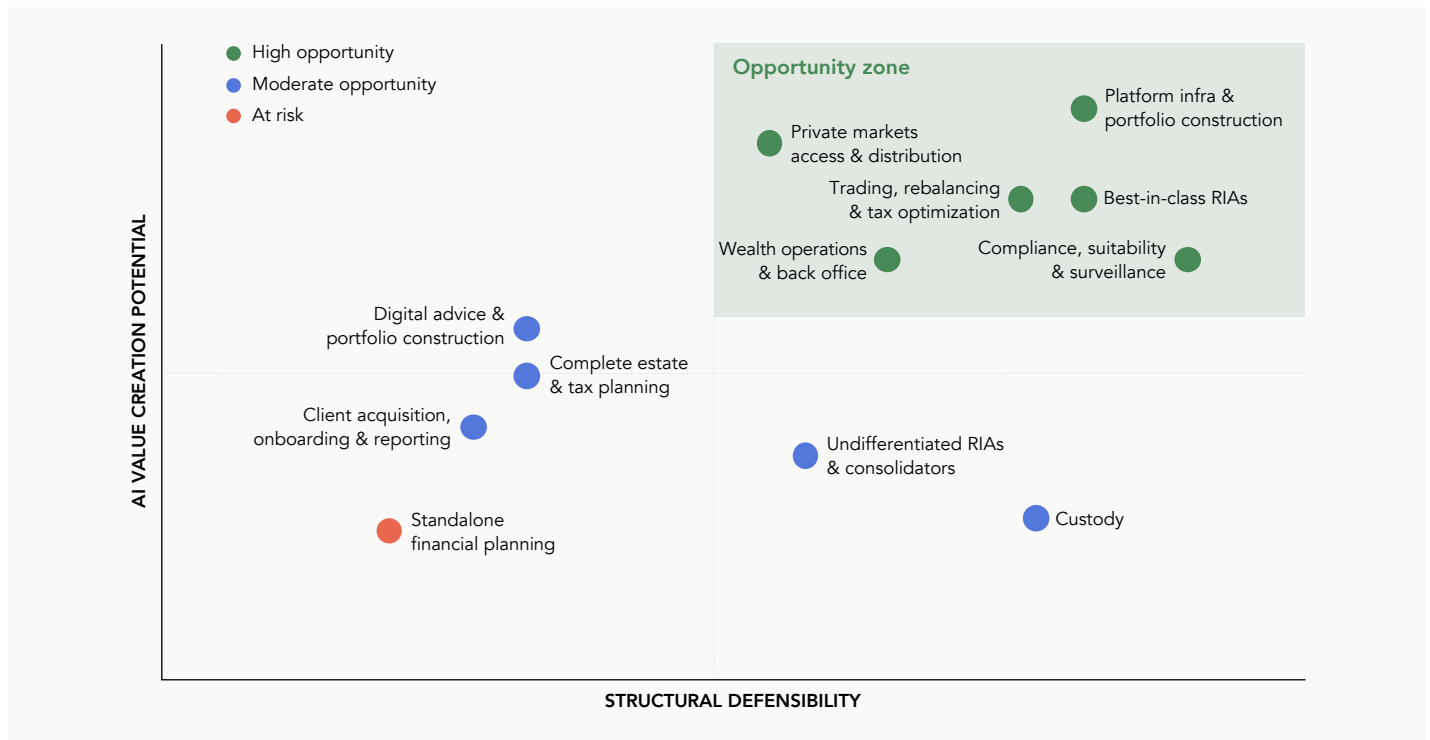 High opportunity
Moderate opportunity
At risk
Opportunity zone
Platform infra &
portfolio construction
Private markets
access & distribution
Trading, rebalancing
& tax optimization
Best-in-class RIAs
Wealth operations
& back office
Compliance, suitability
& surveillance
Digital advice &
portfolio construction
Complete estate
& tax planning
Client acquisition,
onboarding & reporting
Undifferentiated RIAs
& consolidators
Standalone
financial planning
Custody
AI VALUE CREATION POTENTIAL
STRUCTURAL DEFENSIBILITY